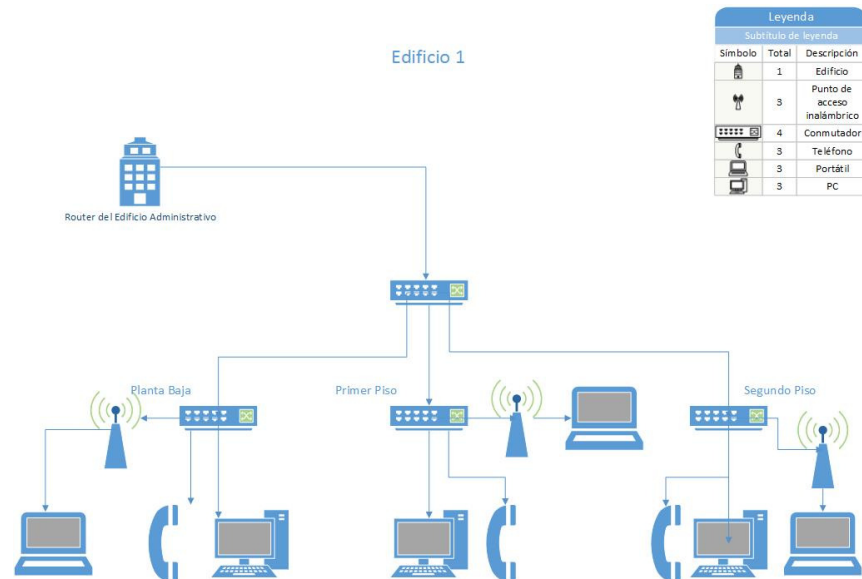 Edificio 1
Leyenda
Subtítulo de leyenda
Símbolo Total Descripción
1 Edificio
3 Punto de
acceso
inalámbrico
4 Conmutador
3 Teléfono
3 Portátil
3 PC
Router del Edificio Administrativo
Planta Baja
Primer Piso
Segundo Piso